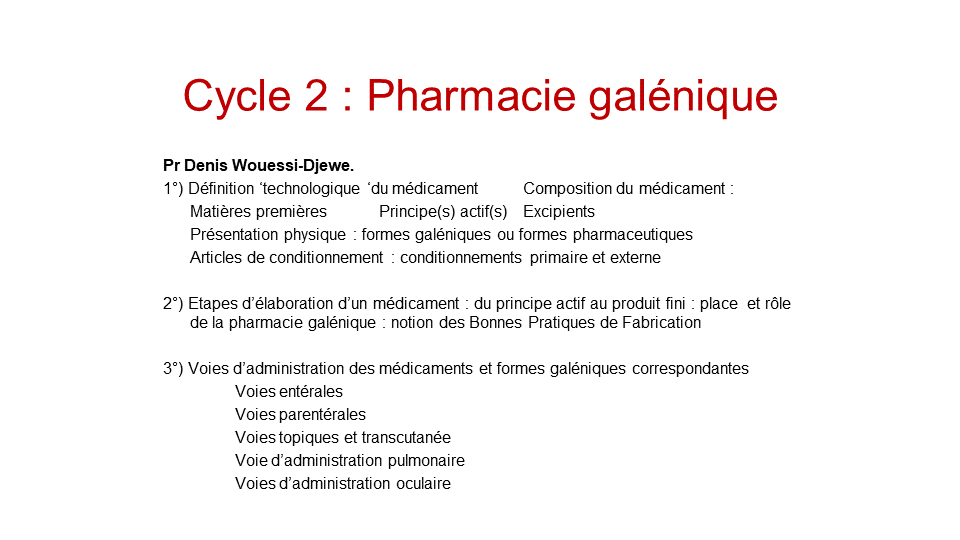 Cycle 2 : Pharmacie galénique
Pr Denis Wouessi-Djewe.
1°) Définition ‘technologique ‘du médicament Composition du médicament :
Matières premières Principe(s) actif(s) Excipients
Présentation physique : formes galéniques ou formes pharmaceutiques
Articles de conditionnement : conditionnements primaire et externe
2°) Etapes d’élaboration d’un médicament : du principe actif au produit fini : place et rôle
de la pharmacie galénique : notion des Bonnes Pratiques de Fabrication
3°) Voies d’administration des médicaments et formes galéniques correspondantes
Voies entérales
Voies parentérales
Voies topiques et transcutanée
Voie d’administration pulmonaire
Voies d’administration oculaire